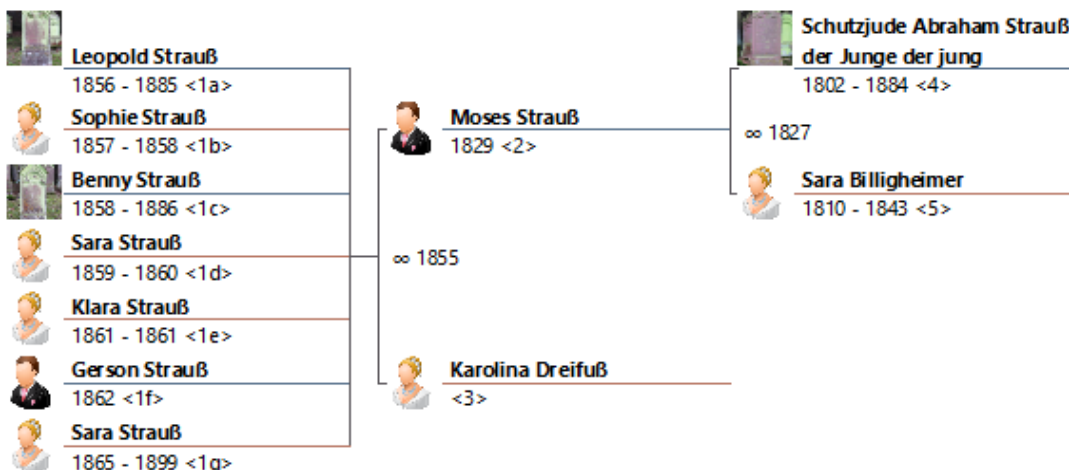 Leopold Strauß
1856 - 1885 <1a>
Sophie Strauß
1857 - 1858 <1b>
Benny Strauß
1858 - 1886 <1c>
Sara Strauß
1859 - 1860 <1d>
Klara Strauß
1861 - 1861 <1e>
Gerson Strauß
1862 <1f>
Sara Strauß
1865 - 1899 <1g>
Moses Strauß
1829 <2>
∞ 1855
Karolina Dreifuß
<3>
Schutzjude Abraham Strauß
der Junge der jung
1802 - 1884 <4>
∞ 1827
Sara Billigheimer
1810 - 1843 <5>